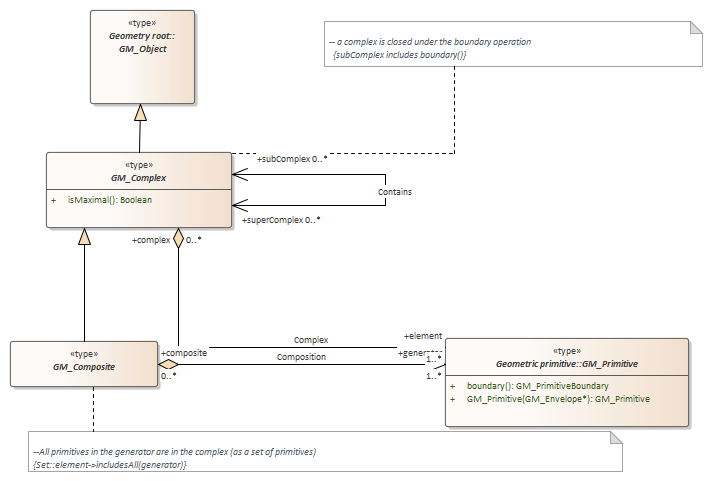 «type»
Geometry root::
GM_Object
-- a complex is closed under the boundary operation
{subComplex includes boundary()}
+subComplex 0..*
«type»
GM_Complex
+ isMaximal(): Boolean
Contains
+superComplex 0..*
+complex 0..*
+element
Complex
«type»
GM_Composite
+composite
0..*
Composition
+gener
1..*
1..*
«type»
Geometric primitive::GM_Primitive
+ boundary(): GM_PrimitiveBoundary
+ GM_Primitive(GM_Envelope*): GM_Primitive
--All primitives in the generator are in the complex (as a set of primitives)
{Set::element->includesAll(generator)}